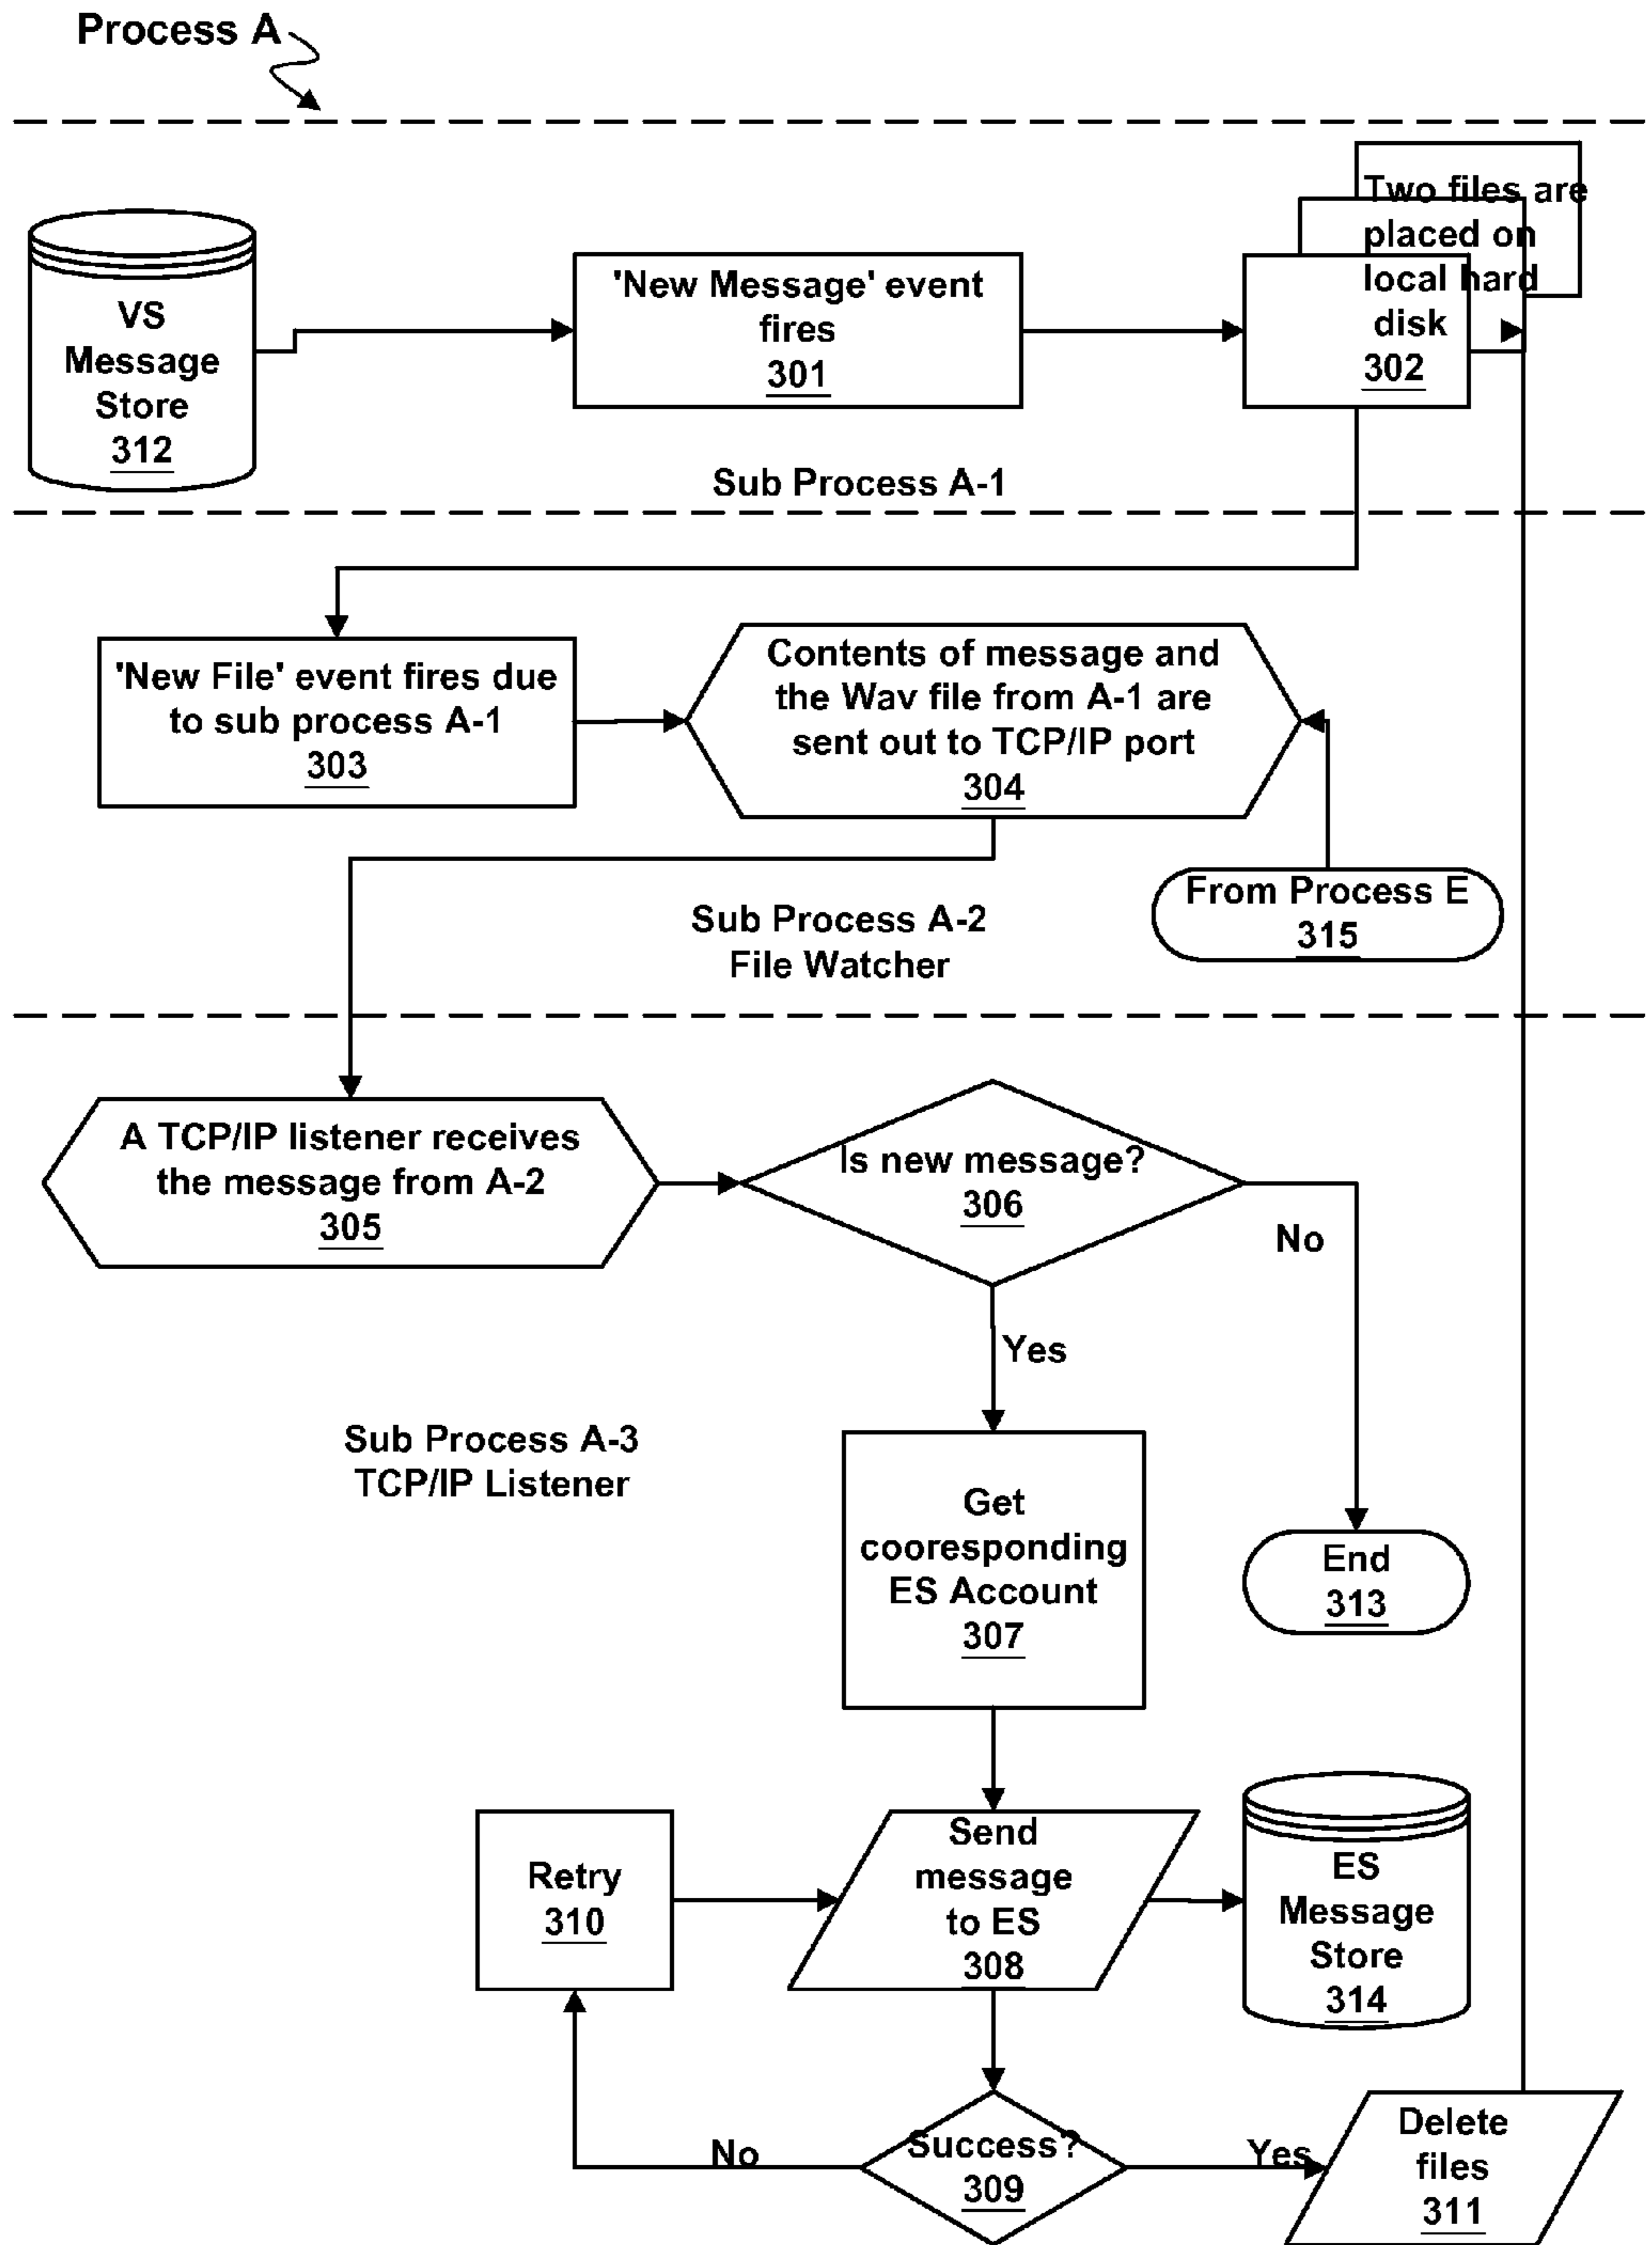 Process A
Two files are
placed on
local hard
disk
302
'New Message' event
fires
301
VS
Message
Store
312
Sub Process A-1
'New File' event fires due
to sub process A-1
303
Contents of message and
the Wav file from A-1 are
sent out to TCP/IP port
304
From Process E
315
Sub Process A-2
File Watcher
A TCP/IP listener receives
the message from A-2
305
Is new message?
306
No
Yes
Sub Process A-3
TCP/IP Listener
Get
cooresponding
ES Account
307
End
313
Retry
310
Send
message
to ES
308
ES
Message
Store
314
No
Success?
309
Yes
Delete
files
311